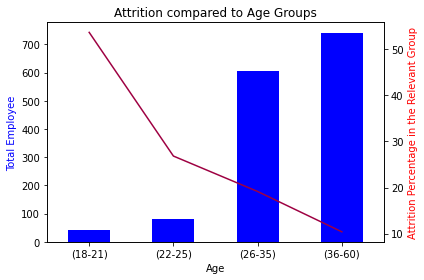 Attrition compared to Age Groups
Total Employee
700
600
500
400
300
200
100
0
50
40
30
20
10
Attrition Percentage in the Relevant Group
(18-21) (22-25) (26-35) (36-60)
Age